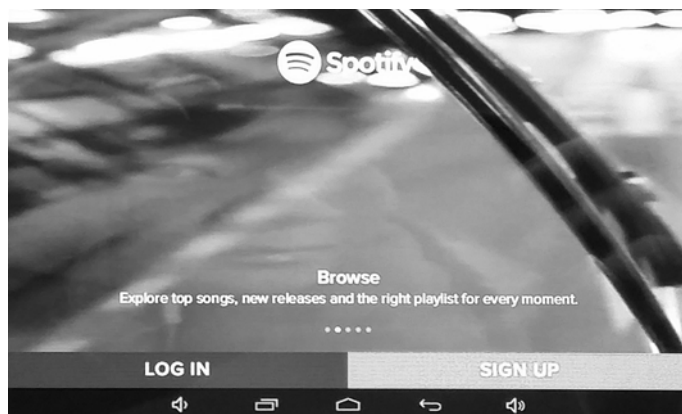 Spotify
Browse
Explore top songs, new releases and the right playlist for every moment.
LOG IN
SIGN UP